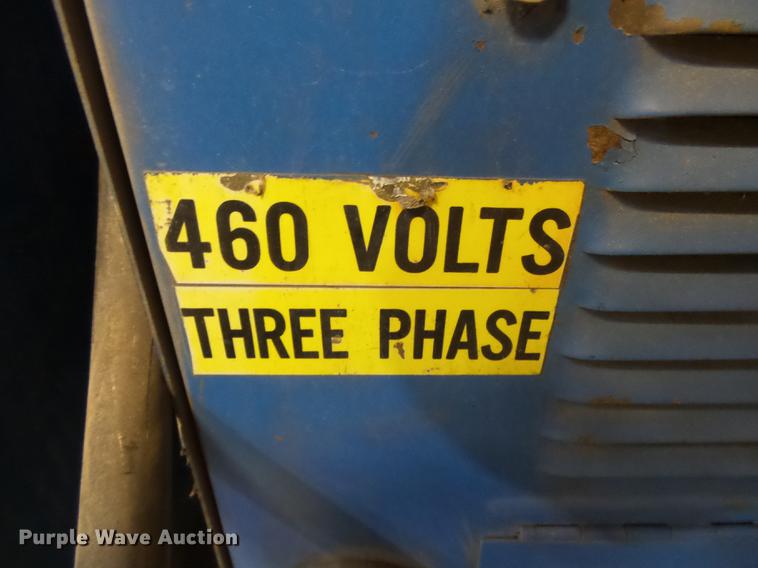 460 VOLTS
THREE PHASE
Purple Wave Auction